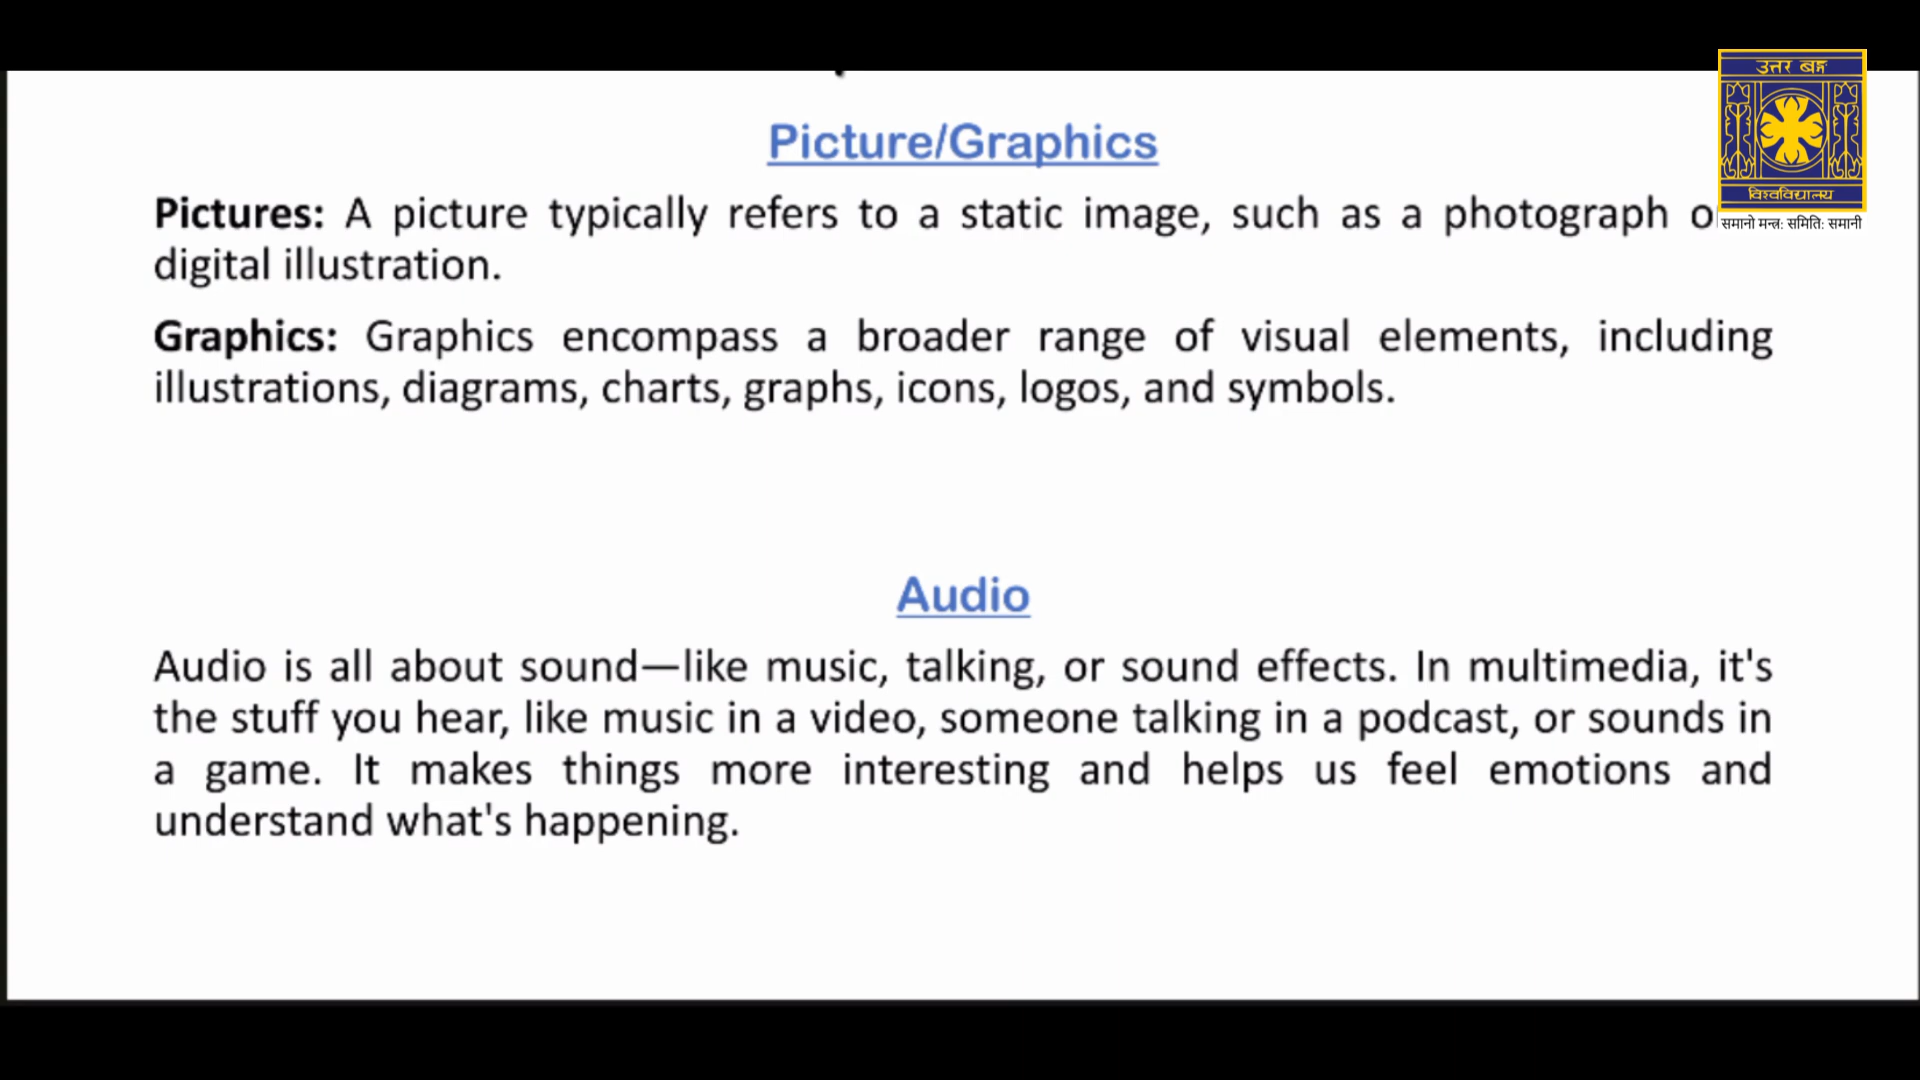 उत्तर बङ्ग
विश्वविद्यालय
समानो मन्त्र: समिति: समानी
Picture/Graphics
Pictures: A picture typically refers to a static image, such as a photograph
digital illustration.
Graphics: Graphics encompass a broader range of visual elements, including
illustrations, diagrams, charts, graphs, icons, logos, and symbols.
Audio
Audio is all about sound—like music, talking, or sound effects. In multimedia, it's
the stuff you hear, like music in a video, someone talking in a podcast, or sounds in
a game. It makes things more interesting and helps us feel emotions and
understand what's happening.